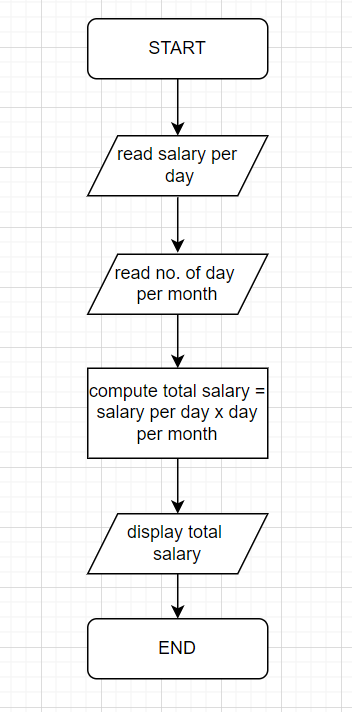 START
read salary per
day
read no. of day
per month
compute total salary =
salary per day x day
per month
display total
salary
END